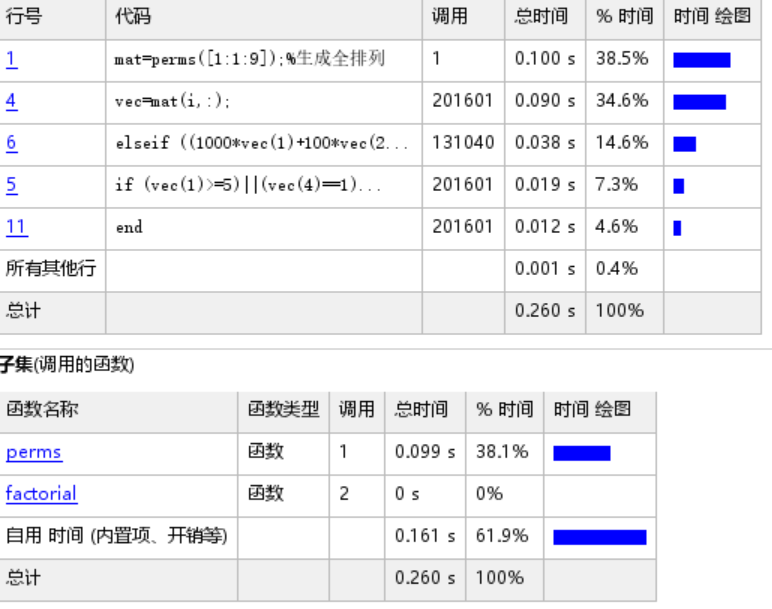 行号 代码 调用 总时间 % 时间 时间 绘图
1 mat=perms([1:1:9]);%生成全排列 1 0.100 s 38.5%
4 vec=mat(i,:); 201601 0.090 s 34.6%
6 elseif ((1000*vec(1)+100*vec(2... 131040 0.038 s 14.6%
5 if (vec(1)>=5)||(vec(4)==1)... 201601 0.019 s 7.3%
11 end 201601 0.012 s 4.6%
所有其他行 0.001 s 0.4%
总计 0.260 s 100%
子集(调用的函数)
函数名称 函数类型 调用 总时间 % 时间 时间 绘图
perms 函数 1 0.099 s 38.1%
factorial 函数 2 0 s 0%
自用 时间 (内置项、开销等) 0.161 s 61.9%
总计 0.260 s 100%